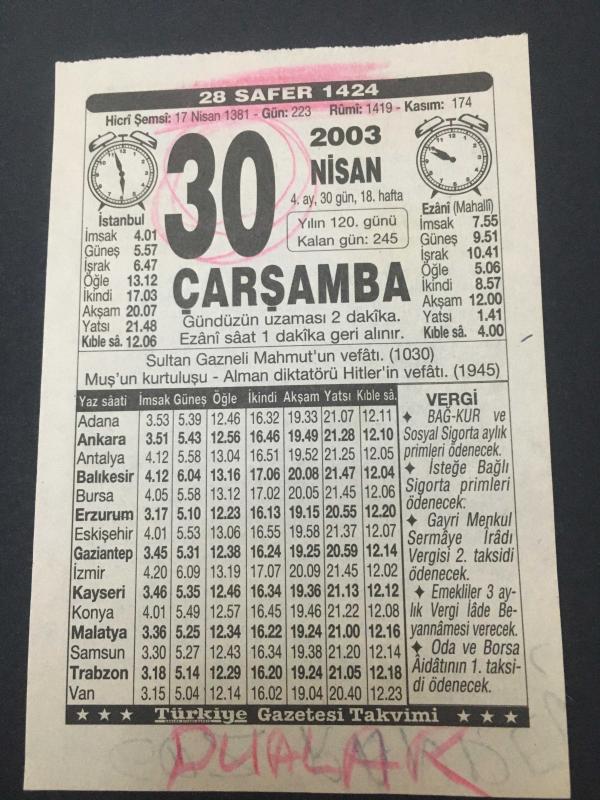 28 SAFER 1424
Hicrî Şemsî: 17 Nisan 1381 - Gün: 223 Rûmî: 1419 - Kasım: 174
30
2003
NİSAN
4. ay, 30 gün, 18. hafta
Yılın 120. günü
Kalan gün: 245
ÇARŞAMBA
Gündüzün uzaması 2 dakîka.
Ezânî sâat 1 dakîka geri alınır.
İstanbul
İmsak 4.01
Güneş 5.57
İşrak 6.47
Öğle 13.12
İkindi 17.03
Akşam 20.07
Yatsı 21.48
Kıble sâ. 12.06
Ezânî (Mahallî)
İmsak 7.55
Güneş 9.51
İşrak 10.41
Öğle 5.06
İkindi 8.57
Akşam 12.00
Yatsı 1.41
Kıble sâ. 4.00
Sultan Gazneli Mahmut'un vefâtı. (1030)
Muş'un kurtuluşu - Alman diktatörü Hitler'in vefâtı. (1945)
Yaz sâati İmsak Güneş Öğle İkindi Akşam Yatsı Kıble sâ.
Adana 3.53 5.39 12.46 16.32 19.33 21.07 12.11
Ankara 3.51 5.43 12.56 16.46 19.49 21.28 12.10
Antalya 4.12 5.58 13.04 16.51 19.52 21.25 12.05
Balıkesir 4.12 6.04 13.16 17.06 20.08 21.47 12.04
Bursa 4.05 5.58 13.12 17.02 20.05 21.45 12.06
Erzurum 3.17 5.10 12.23 16.13 19.15 20.55 12.20
Eskişehir 4.01 5.53 13.06 16.55 19.58 21.37 12.07
Gaziantep 3.45 5.31 12.38 16.24 19.25 20.59 12.14
İzmir 4.20 6.09 13.19 17.07 20.09 21.45 12.02
Kayseri 3.46 5.35 12.46 16.34 19.36 21.13 12.12
Konya 4.01 5.49 12.57 16.45 19.46 21.22 12.08
Malatya 3.36 5.25 12.34 16.22 19.24 21.00 12.16
Samsun 3.30 5.27 12.43 16.34 19.38 21.20 12.14
Trabzon 3.18 5.14 12.29 16.20 19.24 21.05 12.18
Van 3.15 5.04 12.14 16.02 19.04 20.40 12.23
VERGİ
✦ BAĞ-KUR ve
Sosyal Sigorta aylık
primleri ödenecek.
✦ İsteğe Bağlı
Sigorta primleri
ödenecek.
✦ Gayri Menkul
Sermâye İrâdı
Vergisi 2. taksidi
ödenecek.
✦ Emekliler 3 ay-
lık Vergi İâde Be-
yannâmesi verecek.
✦ Oda ve Borsa
Âidâtının 1. taksi-
di ödenecek.
★ ★ ★ Türkiye Gazetesi Takvimi ★ ★ ★
DUALAR